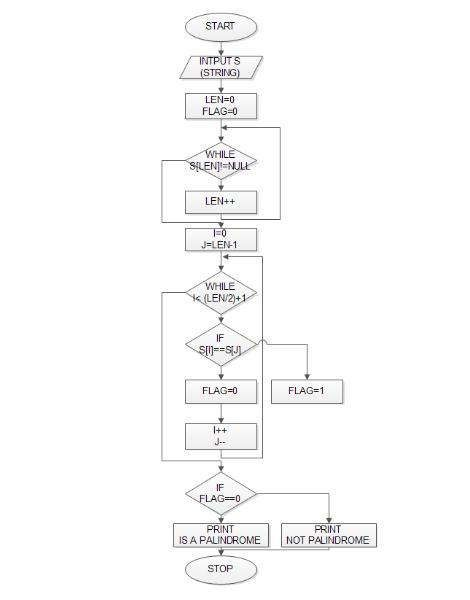 START
INTPUT S
(STRING)
LEN=0
FLAG=0
WHILE
S[LEN]!=NULL
LEN++
I=0
J=LEN-1
WHILE
I< (LEN/2)+1
IF
S[I]==S[J]
FLAG=0
FLAG=1
I++
J--
IF
FLAG==0
PRINT
IS A PALINDROME
PRINT
NOT PALINDROME
STOP